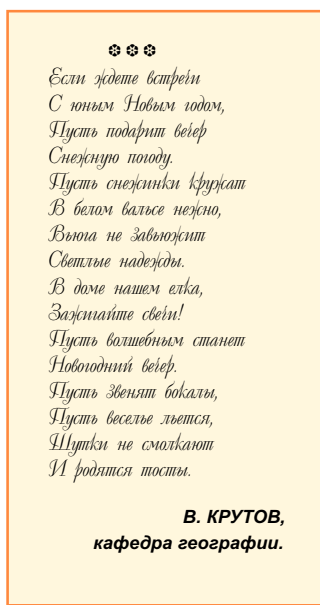 ❆❆❆
Если ждете встречи
С юным Новым годом,
Пусть подарит вечер
Снежную погоду.
Пусть снежинки кружат
В белом вальсе нежно,
Вьюга не завьюжит
Светлые надежды.
В доме нашем елка,
Зажигайте свечи!
Пусть волшебным станет
Новогодний вечер.
Пусть звенят бокалы,
Пусть веселье льется,
Шутки не смолкают
И родятся тосты.
В. КРУТОВ,
кафедра географии.